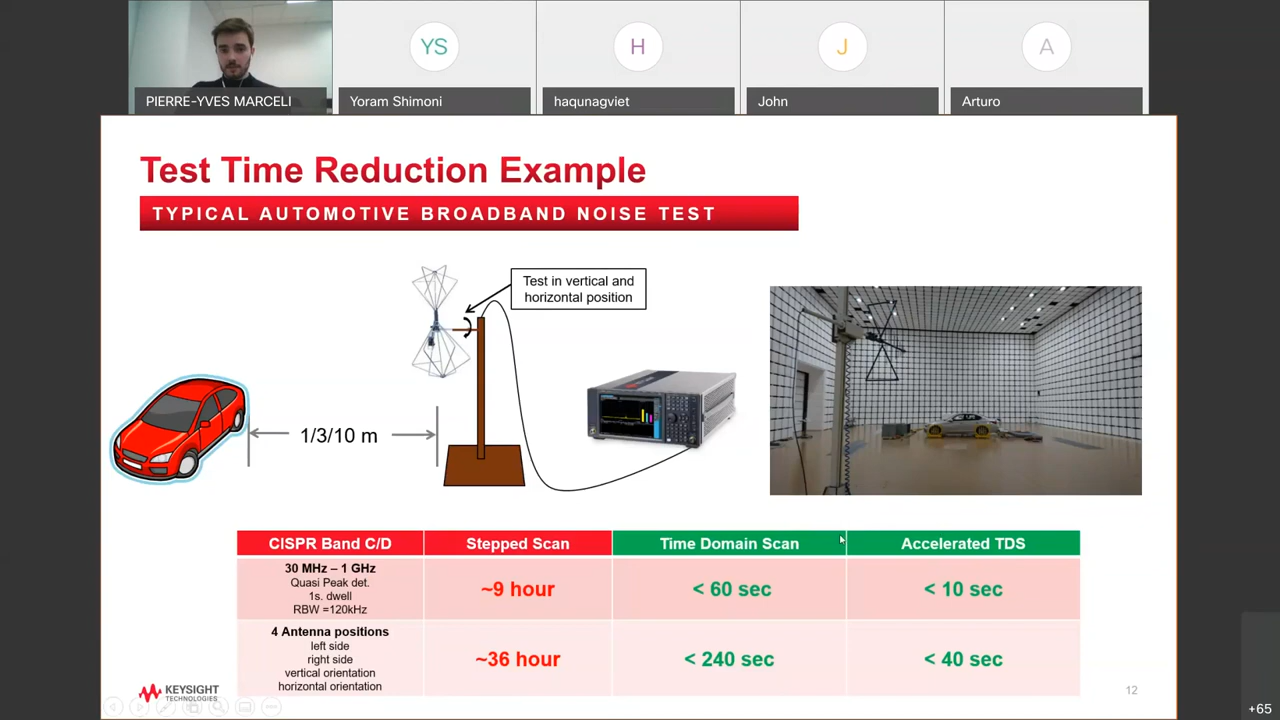 YS
H
J
A
PIERRE-YVES MARCELI
Yoram Shimoni
haqunagviet
John
Arturo
Test Time Reduction Example
TYPICAL AUTOMOTIVE BROADBAND NOISE TEST
Test in vertical and
horizontal position
1/3/10 m
CISPR Band C/D
Stepped Scan
Time Domain Scan
Accelerated TDS
30 MHz – 1 GHz
Quasi Peak det.
1s. dwell
RBW =120kHz
~9 hour
< 60 sec
< 10 sec
4 Antenna positions
left side
right side
vertical orientation
horizontal orientation
~36 hour
< 240 sec
< 40 sec
KEYSIGHT
TECHNOLOGIES
12
+65